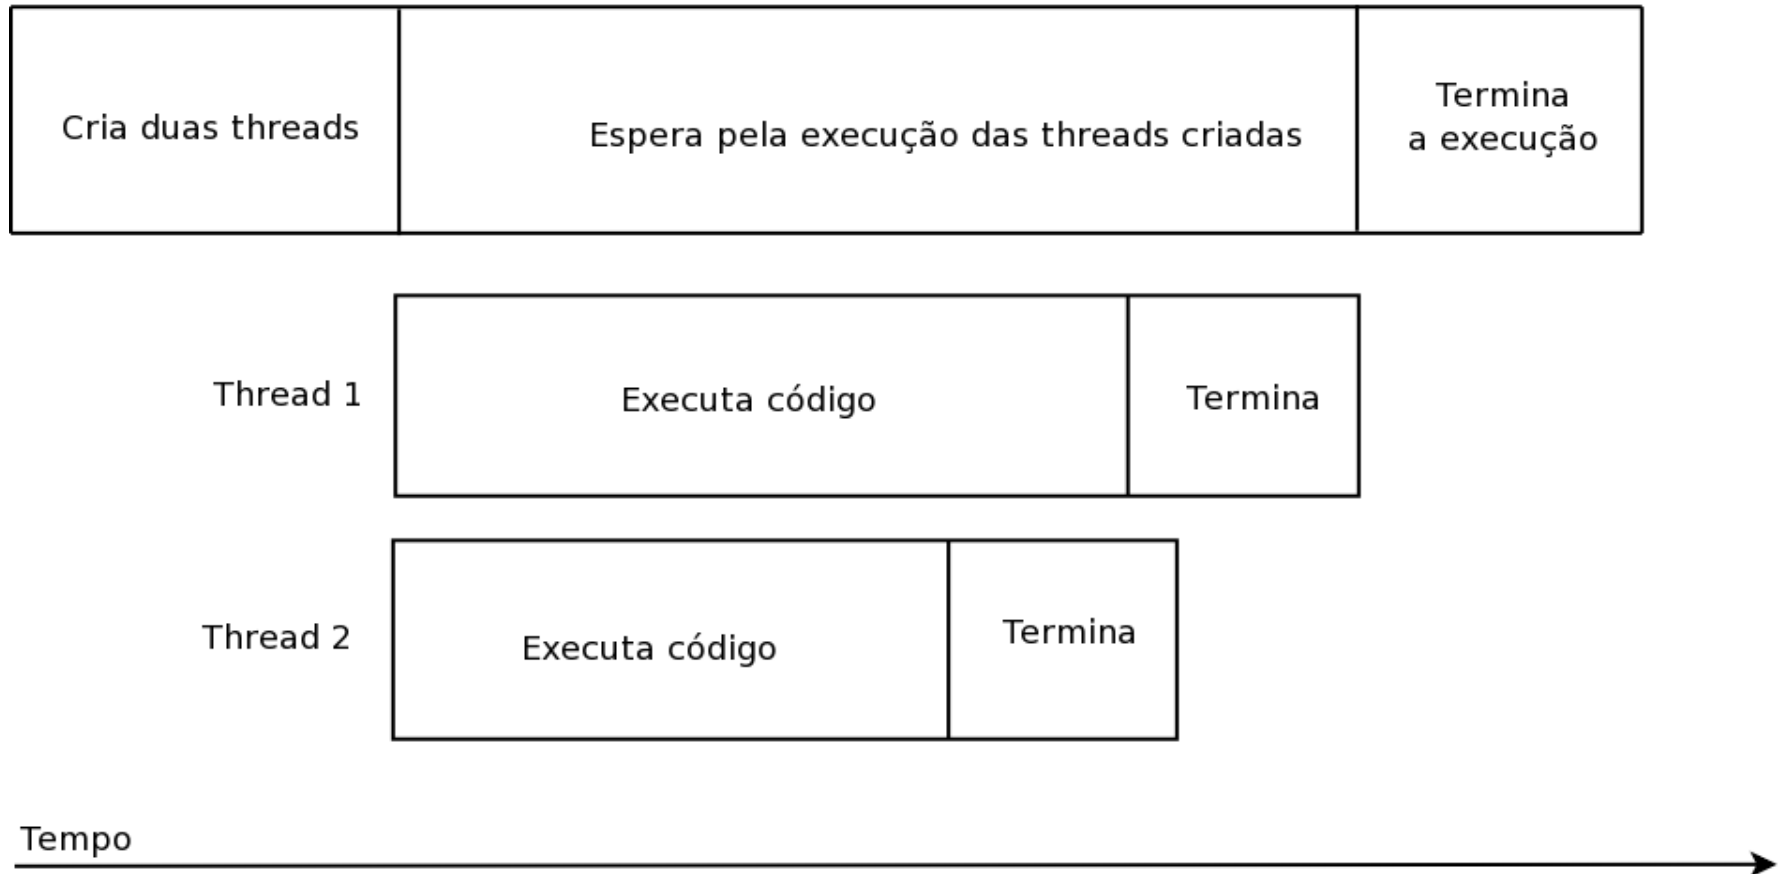 Cria duas threads
Espera pela execução das threads criadas
Termina
a execução
Thread 1
Executa código
Termina
Thread 2
Executa código
Termina
Tempo